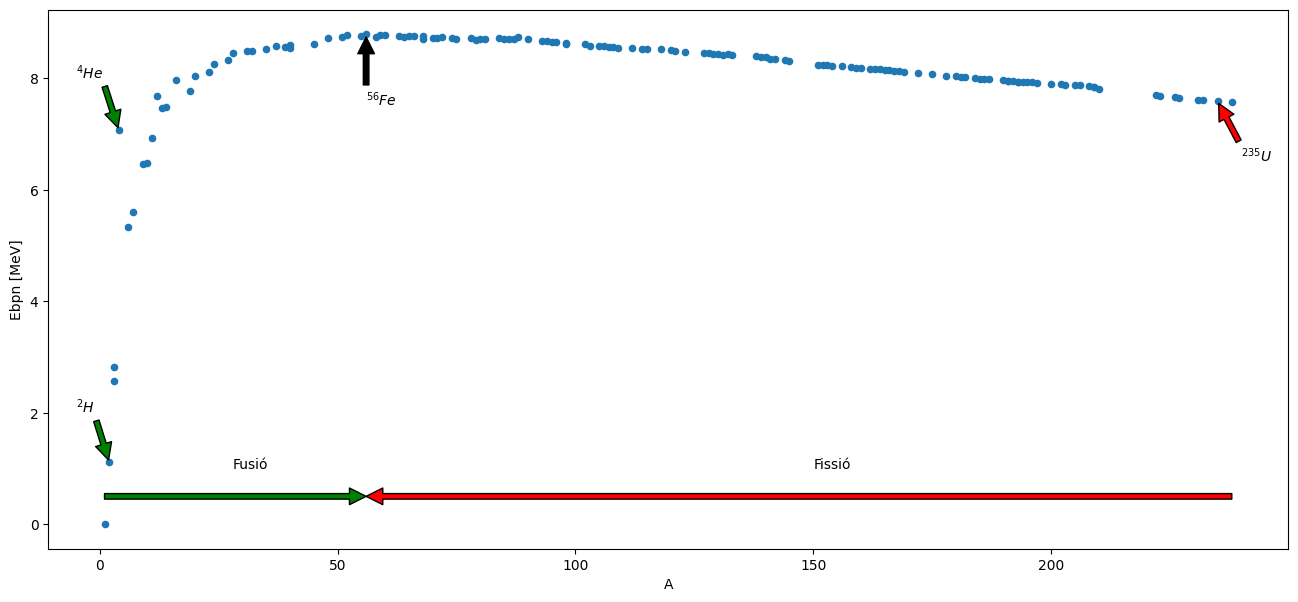 Ebpn [MeV]
8
6
4
2
0
⁴He
⁵⁶Fe
²³⁵U
²H
Fusió
Fissió
0
50
100
150
200
A